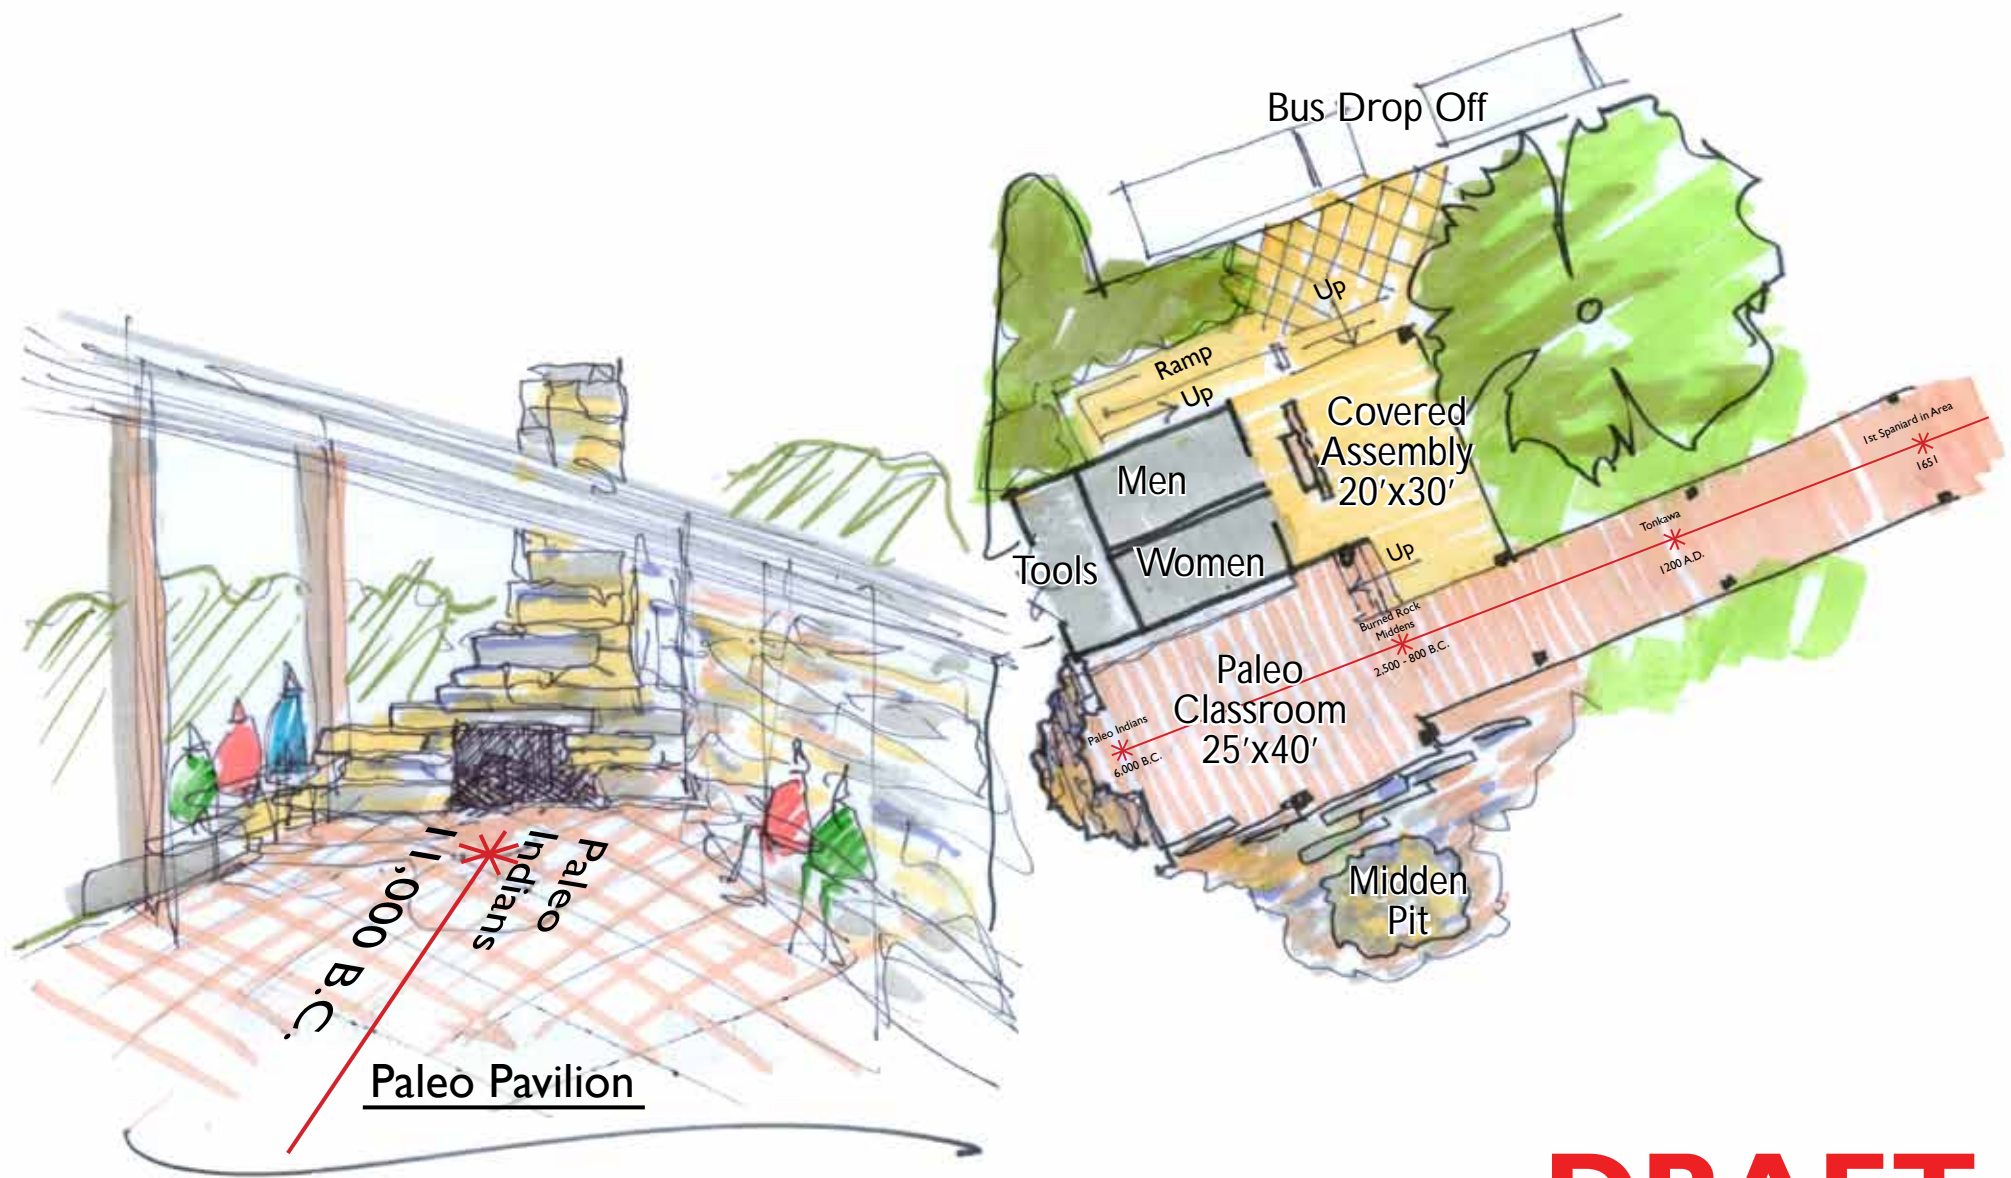 Bus Drop Off
Up
Ramp
Up
Covered
Assembly
20'x30'
Men
Women
Tools
Up
1st Spaniard in Area
1651
Tonkawa
1200 A.D.
Burned Rock
Middens
2,500 - 800 B.C.
Paleo
Classroom
25'x40'
Paleo Indians
6,000 B.C.
Midden
Pit
Paleo
Indians
11,000 B.C.
Paleo Pavilion
DRAFT